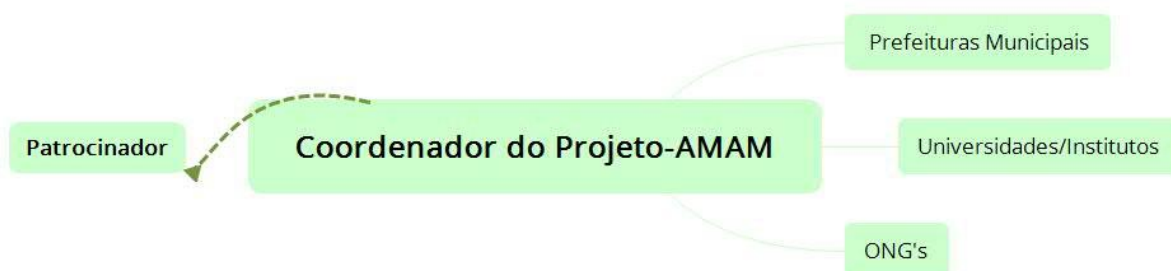 Prefeituras Municipais
Patrocinador
Coordenador do Projeto-AMAM
Universidades/Institutos
ONG's